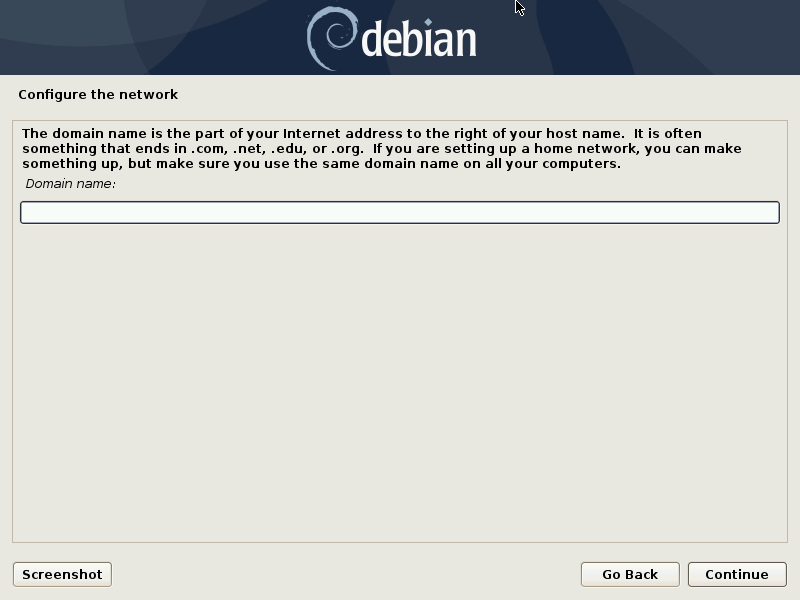 debian
Configure the network
The domain name is the part of your Internet address to the right of your host name.  It is often
something that ends in .com, .net, .edu, or .org.  If you are setting up a home network, you can make
something up, but make sure you use the same domain name on all your computers.
Domain name:
Screenshot
Go Back
Continue